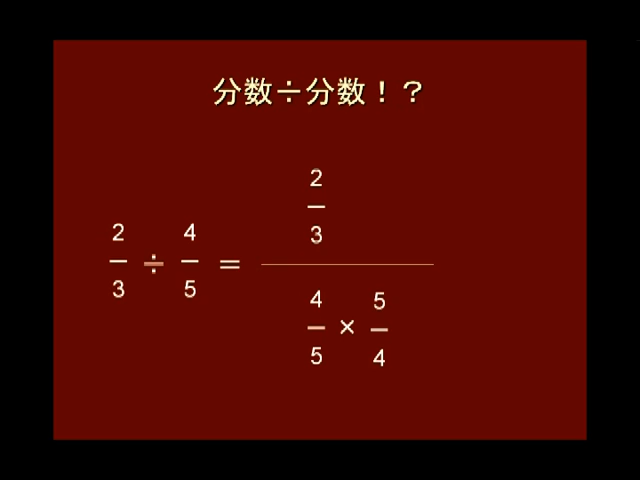 分数÷分数！？
2/3 ÷ 4/5 = (2/3)/(4/5 × 5/4)